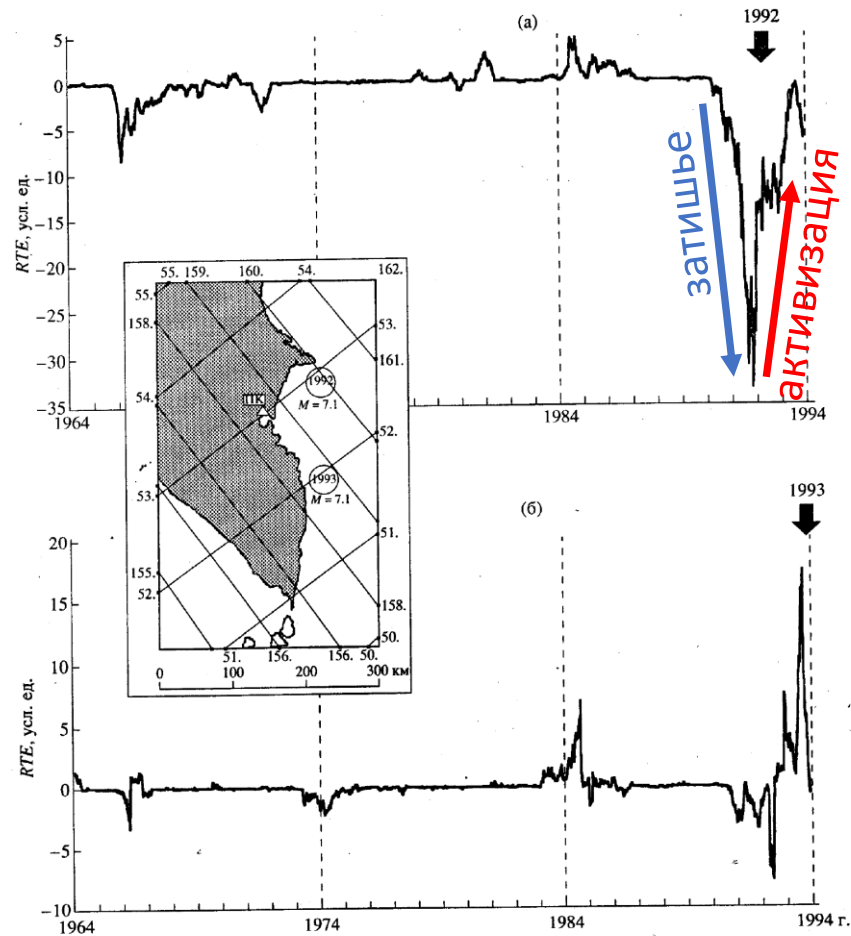 (а)
1992
5
0
−5
−10
−15
−20
−25
−30
−35
RTE, усл. ед.
затишье
активизация
1964
1984
1994
55. 159. 160. 54. 162.
55.
158.
53.
161.
54.
ПК
1992
M = 7.1
52.
1993
M = 7.1
53.
51.
155.
52.
158.
50.
51. 156. 156. 50.
0 100 200 300 км
(б)
1993
20
15
10
5
0
−5
−10
RTE, усл. ед.
1964 1974 1984 1994 г.